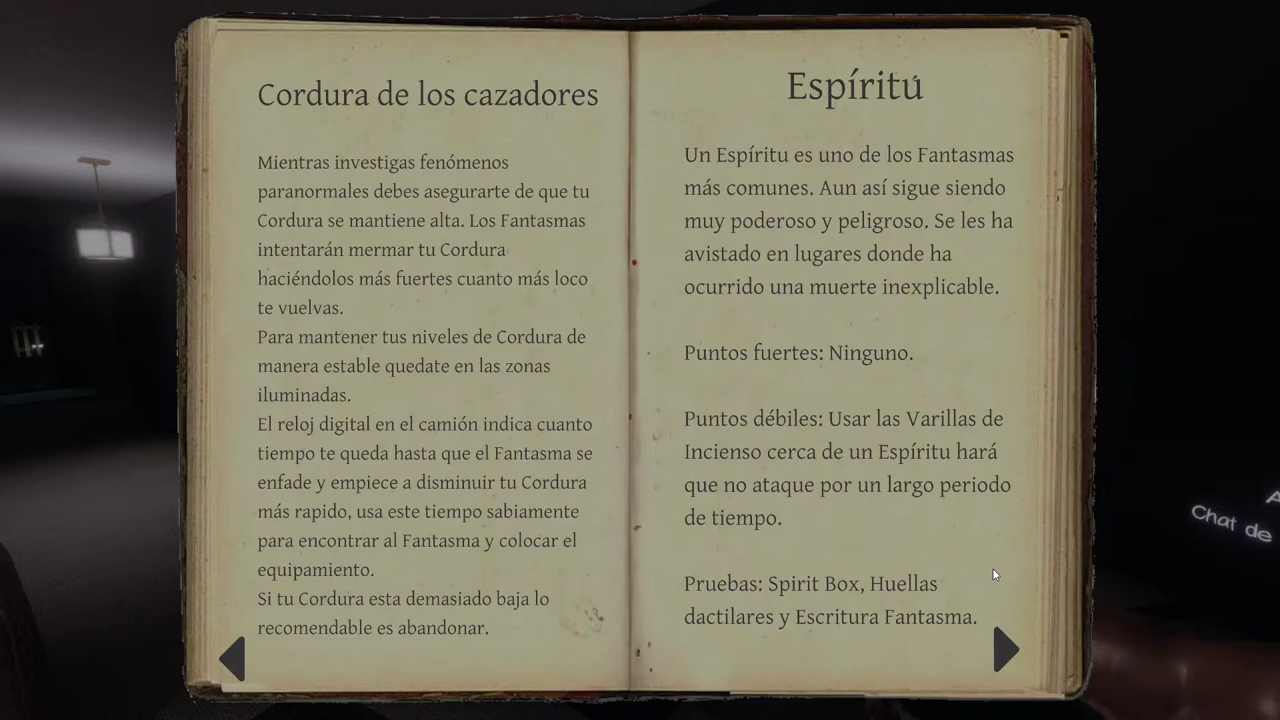 Cordura de los cazadores
Mientras investigas fenómenos
paranormales debes asegurarte de que tu
Cordura se mantiene alta. Los Fantasmas
intentarán mermar tu Cordura
haciéndolos más fuertes cuanto más loco
te vuelvas.
Para mantener tus niveles de Cordura de
manera estable quedate en las zonas
iluminadas.
El reloj digital en el camión indica cuanto
tiempo te queda hasta que el Fantasma se
enfade y empiece a disminuir tu Cordura
más rapido, usa este tiempo sabiamente
para encontrar al Fantasma y colocar el
equipamiento.
Si tu Cordura esta demasiado baja lo
recomendable es abandonar.
Espíritu
Un Espíritu es uno de los Fantasmas
más comunes. Aun así sigue siendo
muy poderoso y peligroso. Se les ha
avistado en lugares donde ha
ocurrido una muerte inexplicable.
Puntos fuertes: Ninguno.
Puntos débiles: Usar las Varillas de
Incienso cerca de un Espíritu hará
que no ataque por un largo periodo
de tiempo.
Pruebas: Spirit Box, Huellas
dactilares y Escritura Fantasma.
A
Chat de